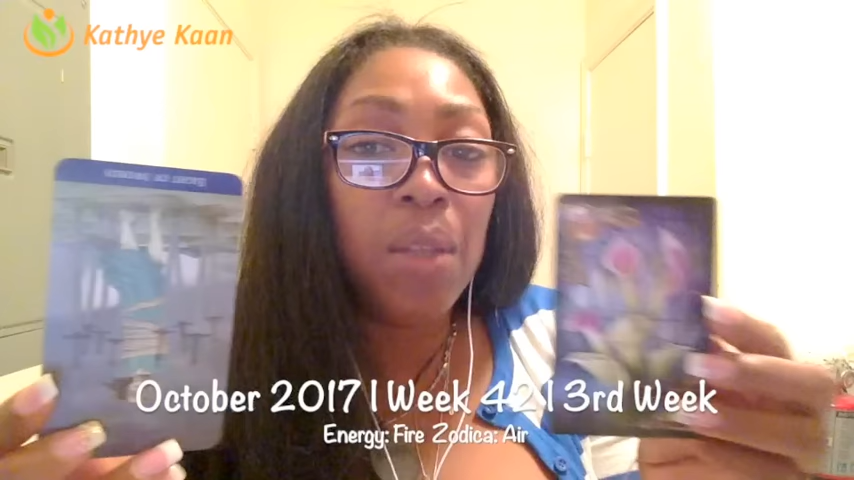 Kathye Kaan
October 2017 | Week 42 | 3rd Week
Energy: Fire Zodica: Air